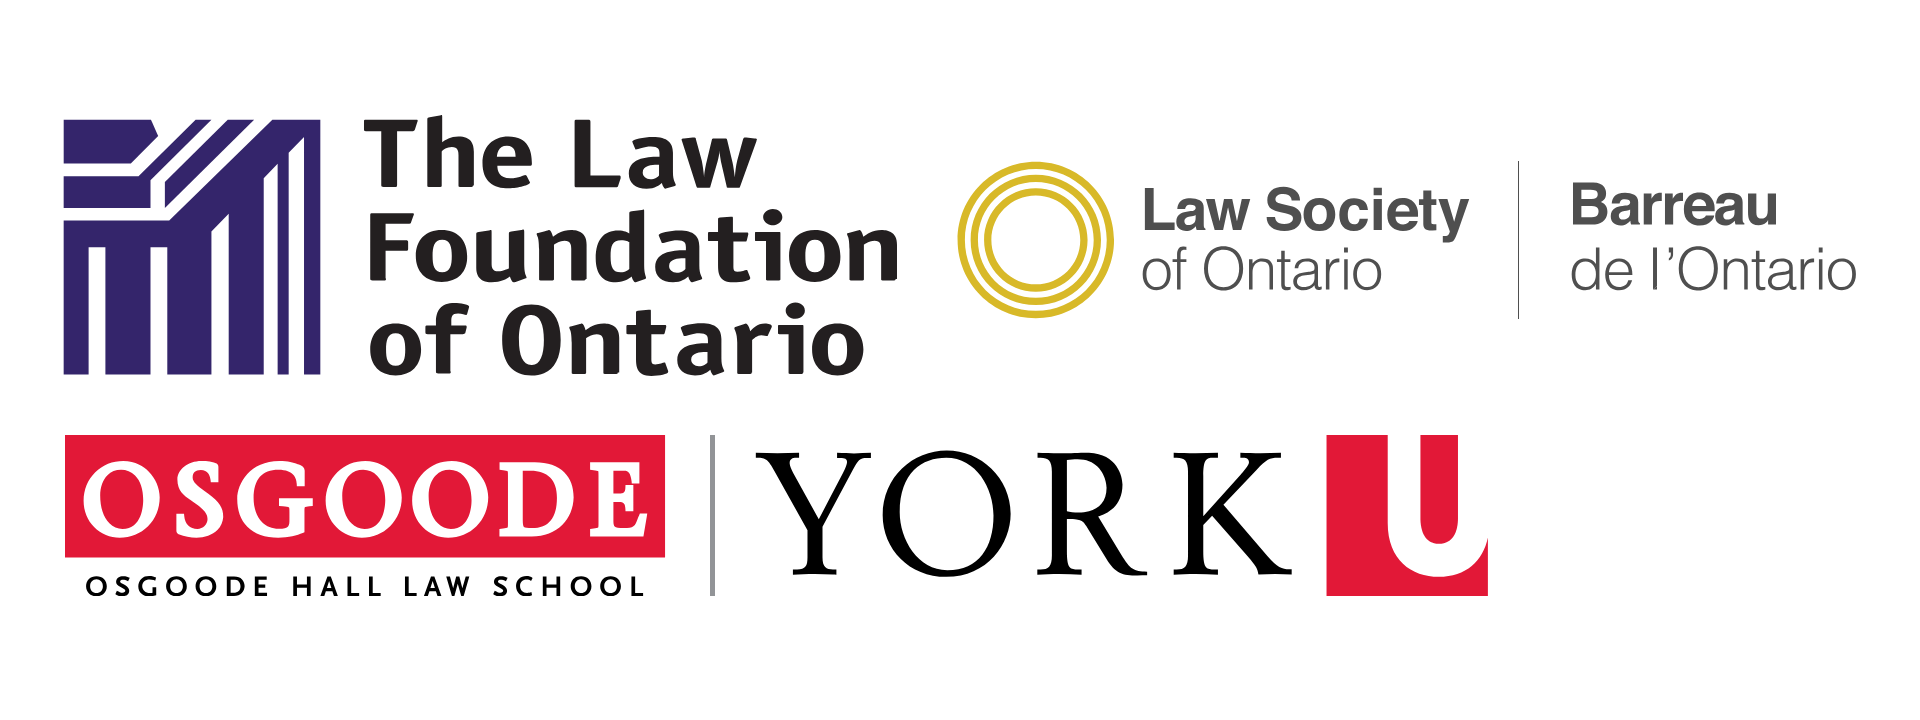 The Law
Foundation
of Ontario
Law Society
of Ontario
Barreau
de l'Ontario
OSGOODE
OSGOODE HALL LAW SCHOOL
YORK U